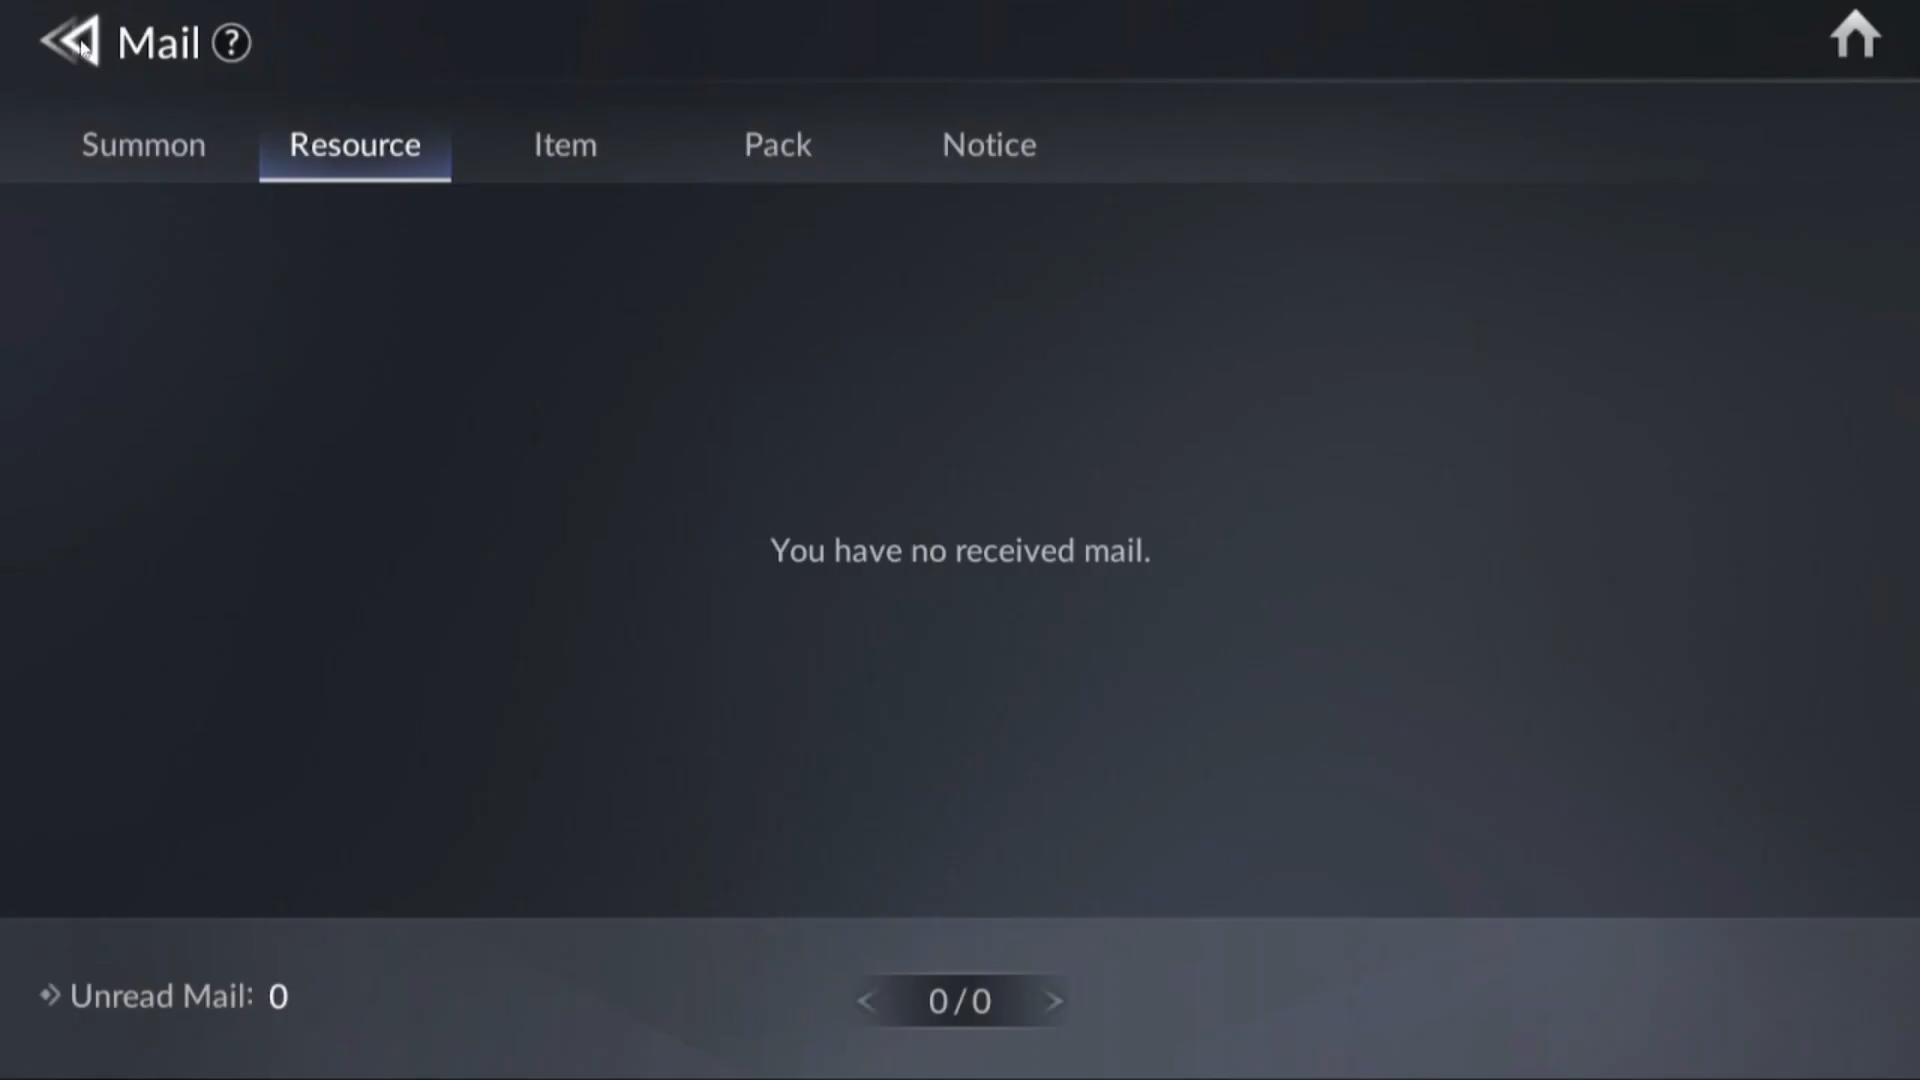 Mail ?
Summon Resource Item Pack Notice
You have no received mail.
Unread Mail: 0
< 0/0 >